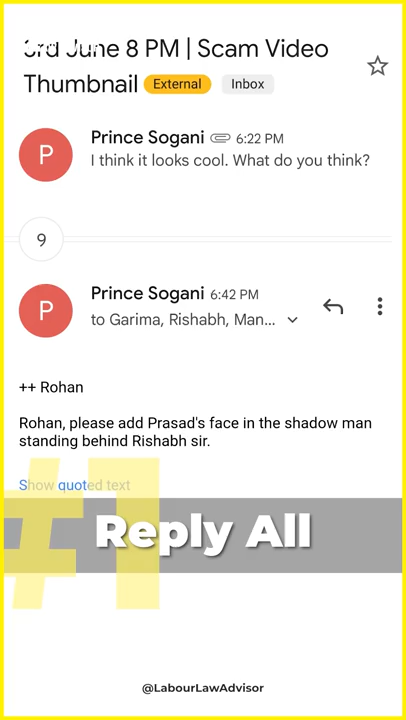 3rd June 8 PM | Scam Video
Thumbnail External Inbox
P
Prince Sogani 6:22 PM
I think it looks cool. What do you think?
9
P
Prince Sogani 6:42 PM
to Garima, Rishabh, Man...
++ Rohan
Rohan, please add Prasad's face in the shadow man
standing behind Rishabh sir.
Show quoted text
#1
Reply All
@LabourLawAdvisor